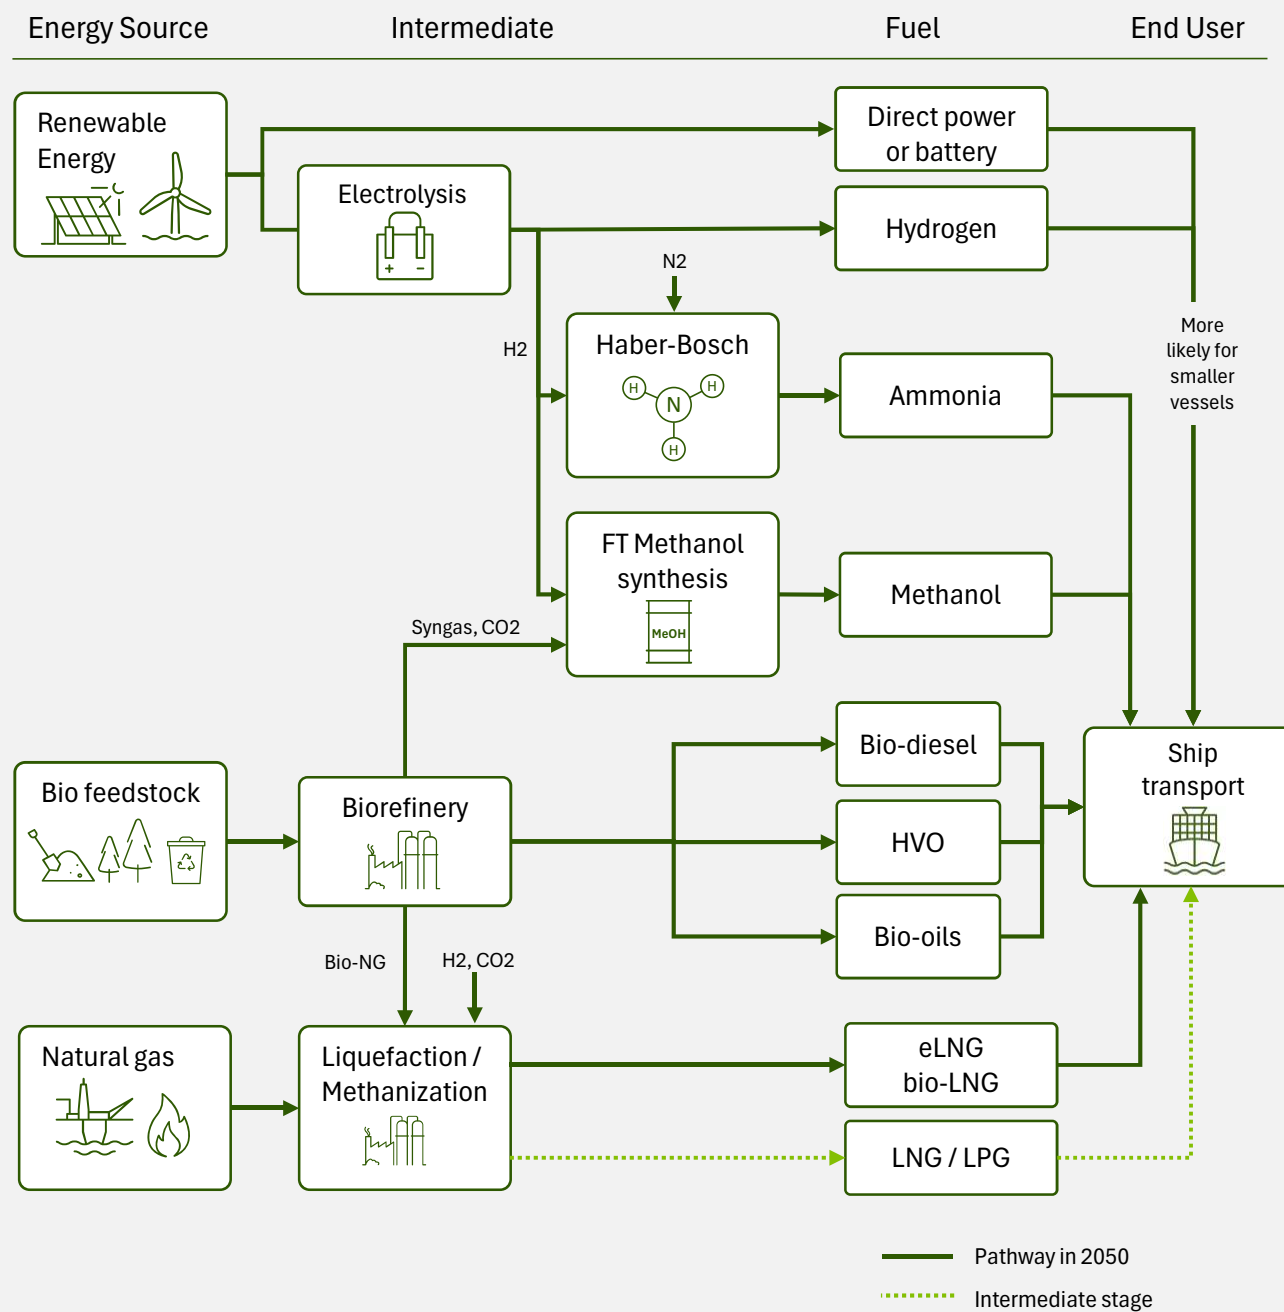 Energy Source
Intermediate
Fuel
End User
Renewable
Energy
Electrolysis
+ −
Direct power
or battery
Hydrogen
N2
H2
Haber-Bosch
H
H
N
H
Ammonia
More
likely for
smaller
vessels
FT Methanol
synthesis
MeOH
Methanol
Syngas, CO2
Bio feedstock
Biorefinery
Bio-diesel
HVO
Bio-oils
Ship
transport
Bio-NG
H2, CO2
Natural gas
Liquefaction /
Methanization
eLNG
bio-LNG
LNG / LPG
Pathway in 2050
Intermediate stage